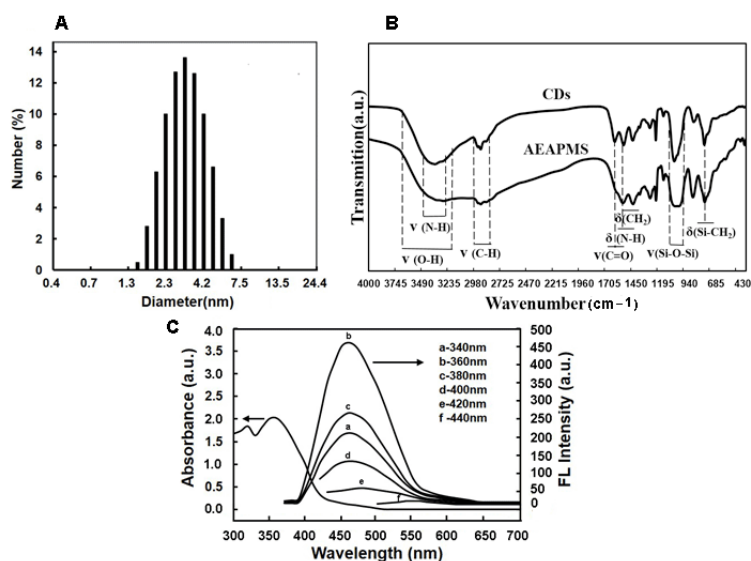 A
Number (%)
14
12
10
8
6
4
2
0
0.4 0.7 1.3 2.3 4.2 7.5 13.5 24.4
Diameter(nm)
B
Transmition(a.u.)
CDs
AEAPMS
ν (N-H)
ν (O-H)
ν (C-H)
δ(CH2)
δ (N-H)
ν(C=O)
ν(Si-O-Si)
δ(Si-CH2)
4000 3745 3490 3235 2980 2725 2470 2215 1960 1705 1450 1195 940 685 430
Wavenumber(cm-1)
C
Absorbance (a.u.)
4.0
3.5
3.0
2.5
2.0
1.5
1.0
0.5
0.0
b
c
a
d
e
f
a-340nm
b-360nm
c-380nm
d-400nm
e-420nm
f -440nm
500
450
400
350
300
250
200
150
100
50
0
FL Intensity (a.u.)
300 350 400 450 500 550 600 650 700
Wavelength (nm)